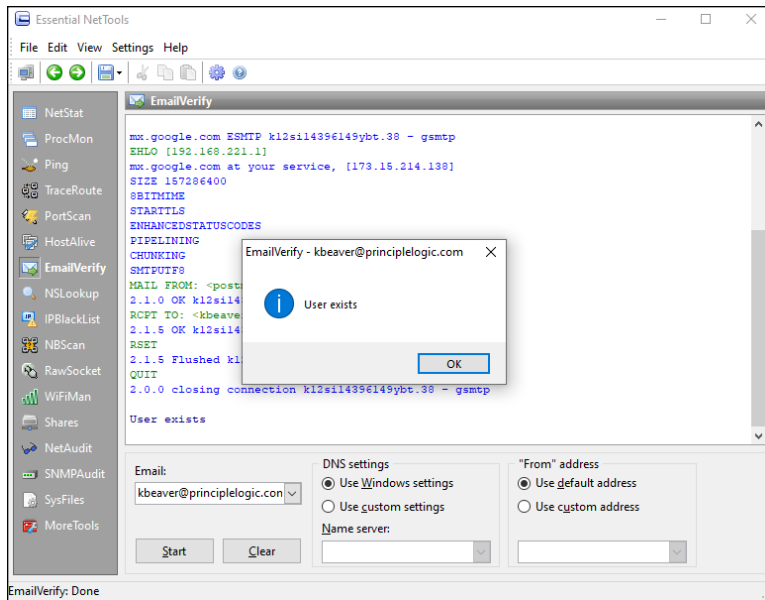 Essential NetTools
File Edit View Settings Help
NetStat
ProcMon
Ping
TraceRoute
PortScan
HostAlive
EmailVerify
NSLookup
IPBlackList
NBScan
RawSocket
WiFiMan
Shares
NetAudit
SNMPAudit
SysFiles
MoreTools
EmailVerify
mx.google.com ESMTP k12si14396149ybt.38 - gsmtp
EHLO [192.168.221.1]
mx.google.com at your service, [173.15.214.138]
SIZE 157286400
8BITMIME
STARTTLS
ENHANCEDSTATUSCODES
PIPELINING
CHUNKING
SMTPUTF8
MAIL FROM: <post
2.1.0 OK k12si14
RCPT TO: <kbeave
2.1.5 OK k12si14
RSET
2.1.5 Flushed k1
QUIT
2.0.0 closing connection k12si14396149ybt.38 - gsmtp
User exists
EmailVerify - kbeaver@principlelogic.com
User exists
OK
Email:
kbeaver@principlelogic.con
Start Clear
DNS settings
Use Windows settings
Use custom settings
Name server:
"From" address
Use default address
Use custom address
EmailVerify: Done